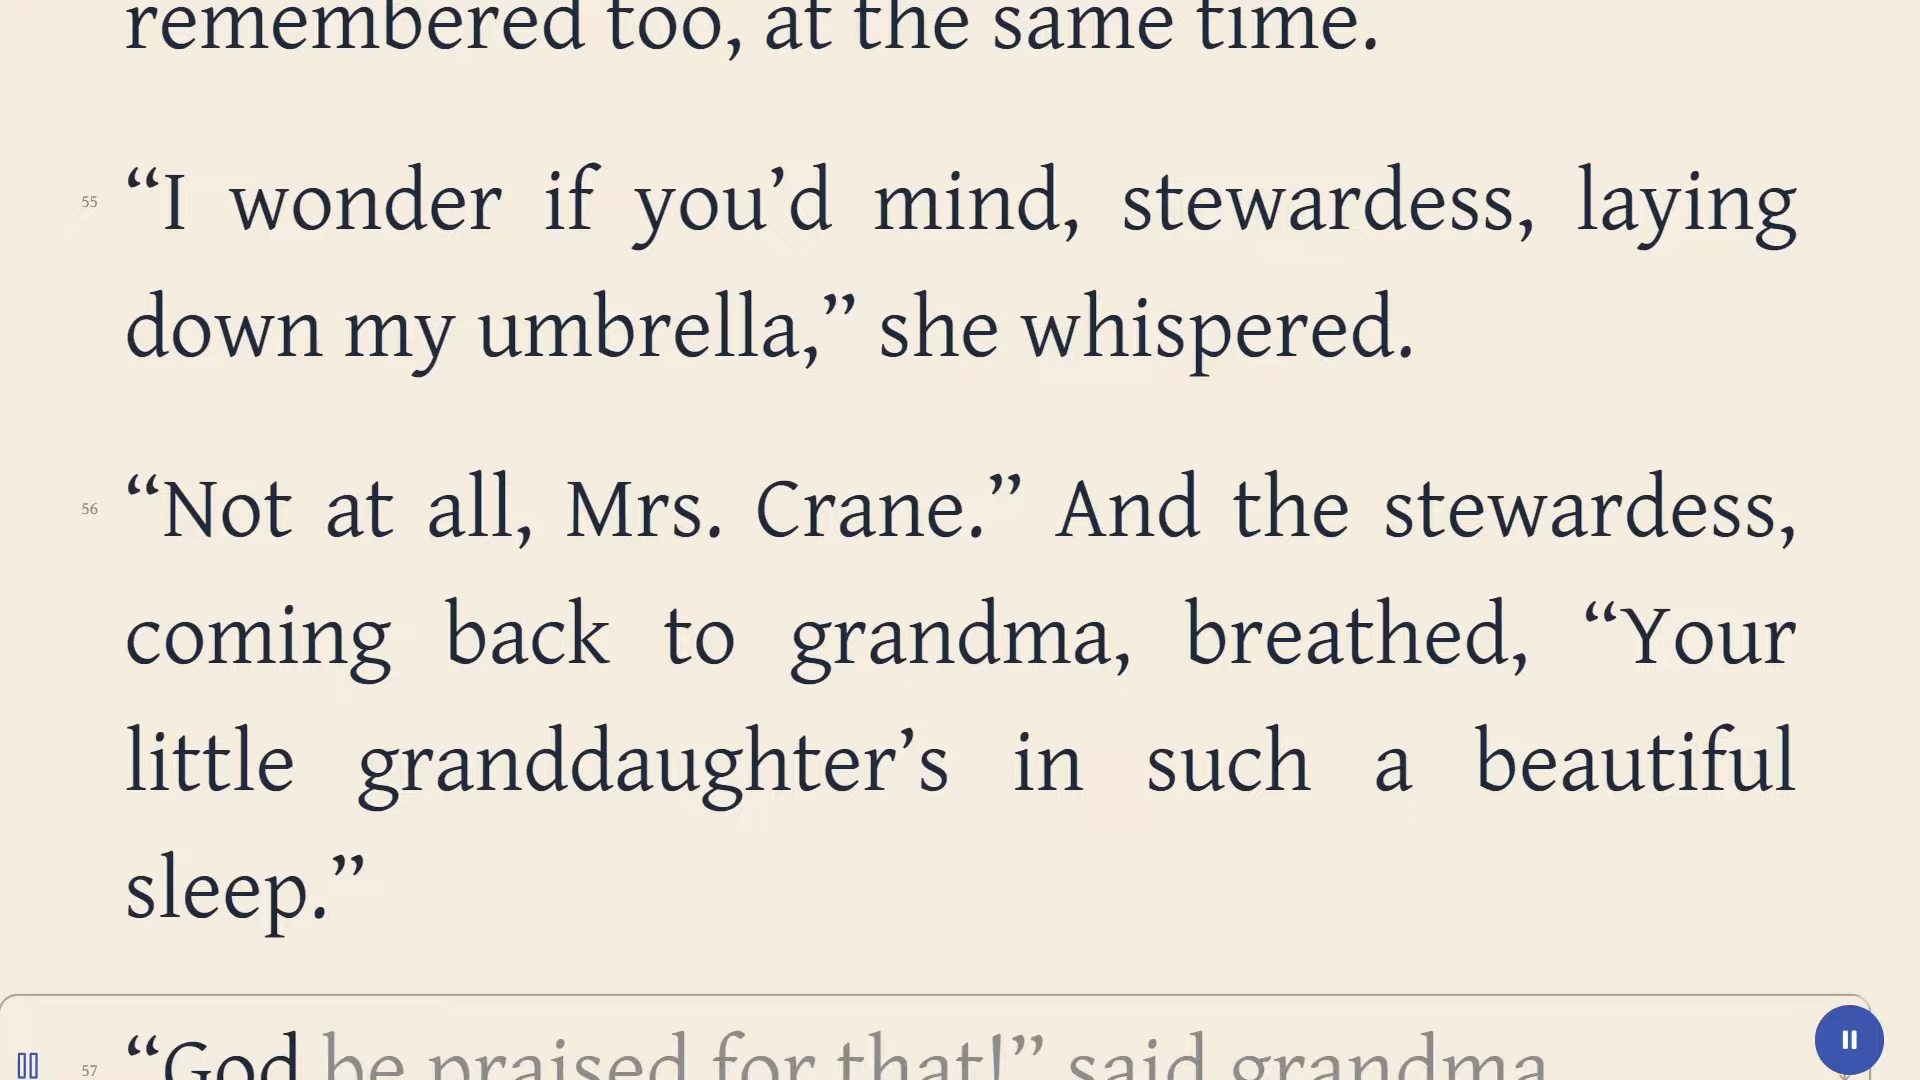 remembered too, at the same time.
55
“I wonder if you’d mind, stewardess, laying
down my umbrella,” she whispered.
56
“Not at all, Mrs. Crane.” And the stewardess,
coming back to grandma, breathed, “Your
little granddaughter’s in such a beautiful
sleep.”
57
“God be praised for that!” said grandma.